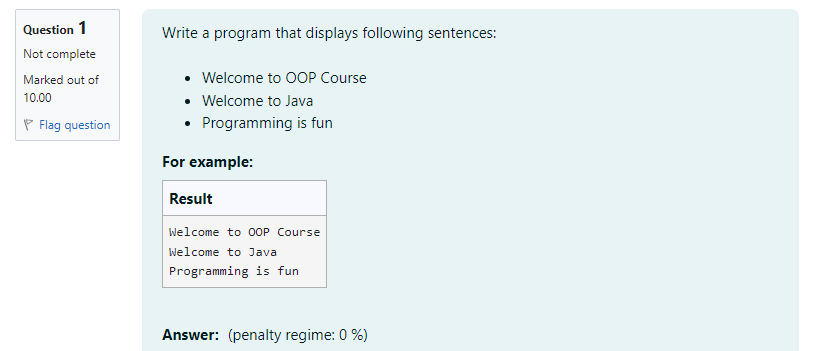 Question 1
Not complete
Marked out of
10.00
Flag question
Write a program that displays following sentences:
• Welcome to OOP Course
• Welcome to Java
• Programming is fun
For example:
Result
Welcome to OOP Course
Welcome to Java
Programming is fun
Answer: (penalty regime: 0 %)